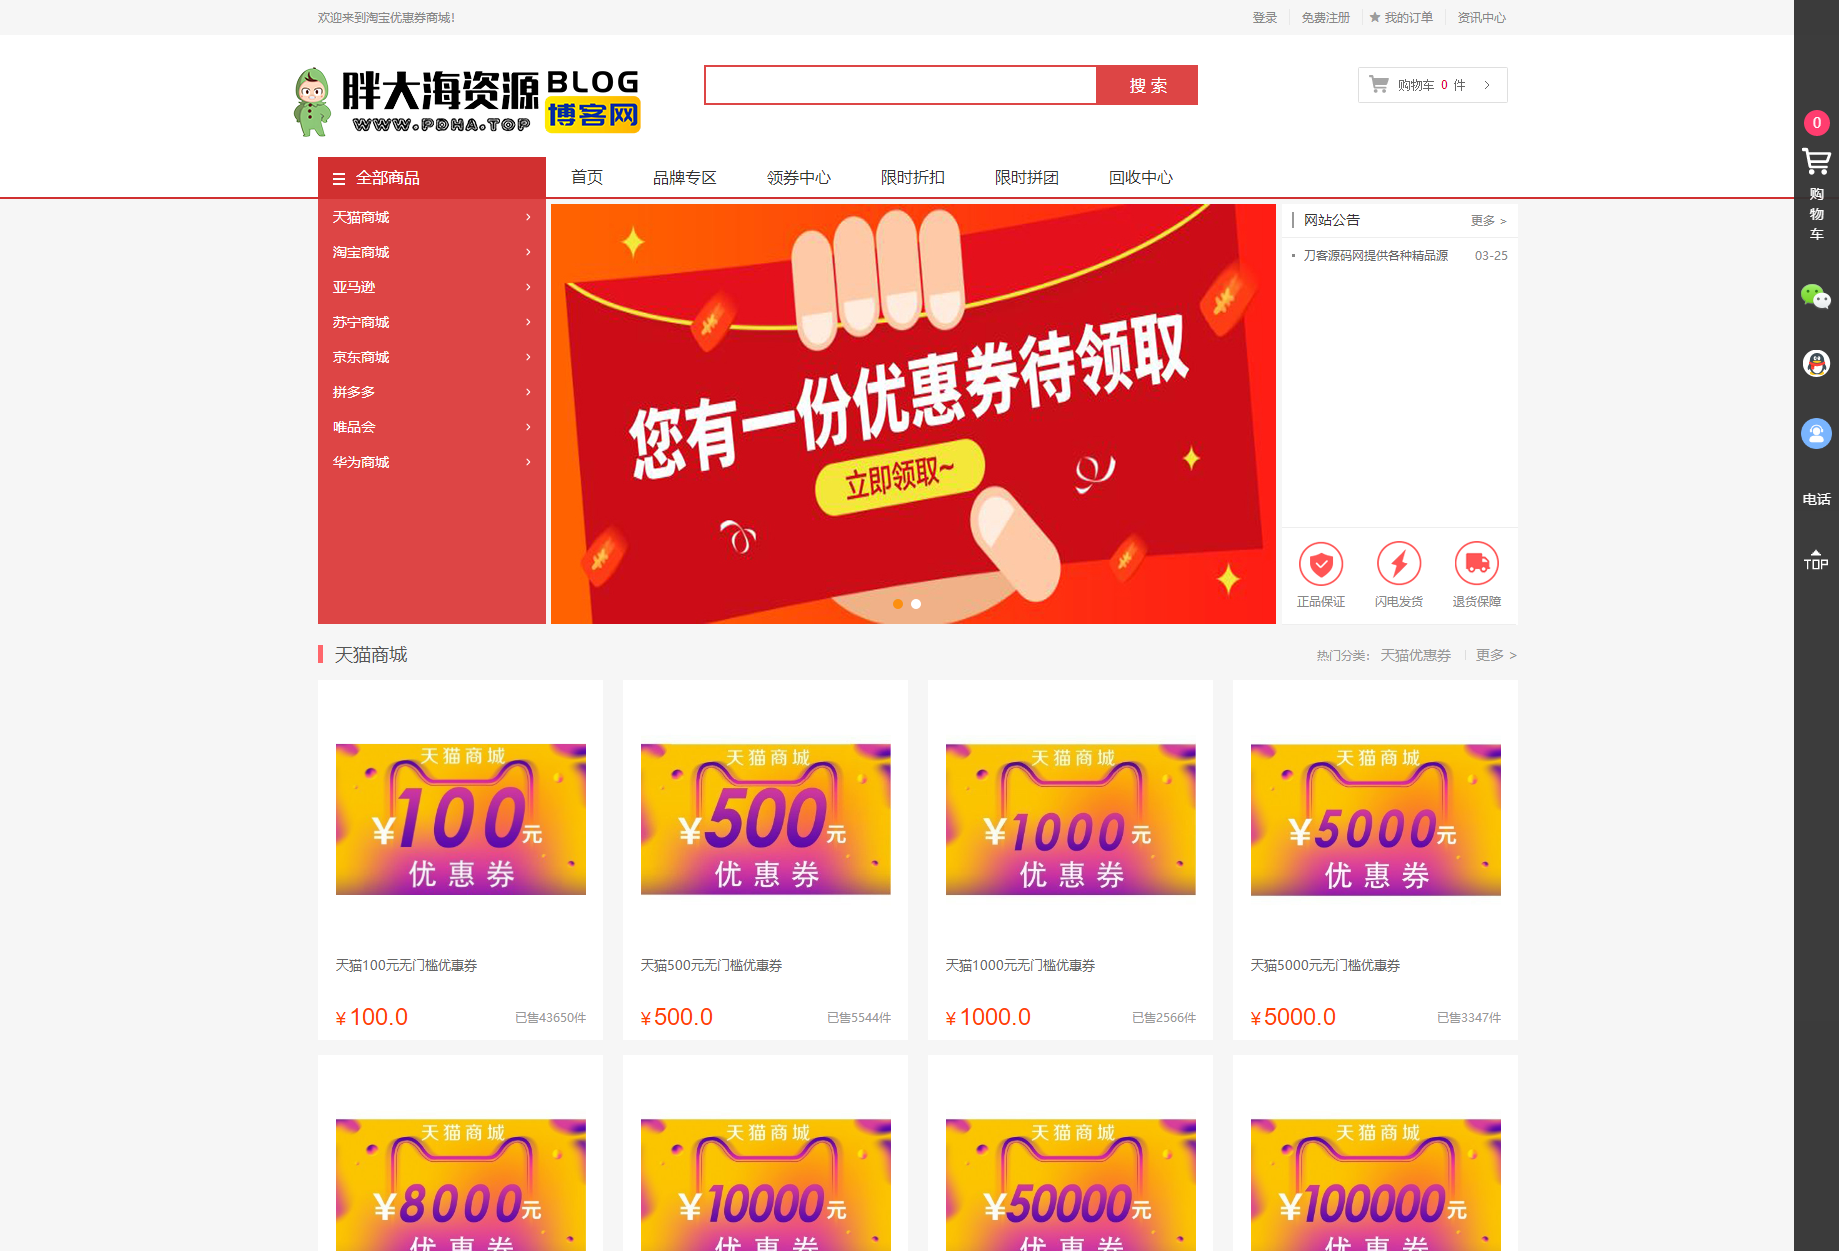 欢迎来到淘宝优惠券商城!
登录 免费注册 我的订单 资讯中心
胖大海资源 BLOG
WWW.PDHA.TOP 博客网
搜 索
购物车 0 件 >
全部商品 首页 品牌专区 领券中心 限时折扣 限时拼团 回收中心
天猫商城
淘宝商城
亚马逊
苏宁商城
京东商城
拼多多
唯品会
华为商城
您有一份优惠券待领取
立即领取~
网站公告 更多 >
刀客源码网提供各种精品源 03-25
正品保证 闪电发货 退货保障
0
购
物
车
电话
TOP
天猫商城 热门分类: 天猫优惠券 更多 >
天猫商城
¥100元
优惠券
天猫100元无门槛优惠券
¥100.0 已售43650件
天猫商城
¥500元
优惠券
天猫500元无门槛优惠券
¥500.0 已售5544件
天猫商城
¥1000元
优惠券
天猫1000元无门槛优惠券
¥1000.0 已售2566件
天猫商城
¥5000元
优惠券
天猫5000元无门槛优惠券
¥5000.0 已售3347件
天猫商城
¥8000元
优惠券
天猫商城
¥10000元
优惠券
天猫商城
¥50000元
优惠券
天猫商城
¥100000元
优惠券